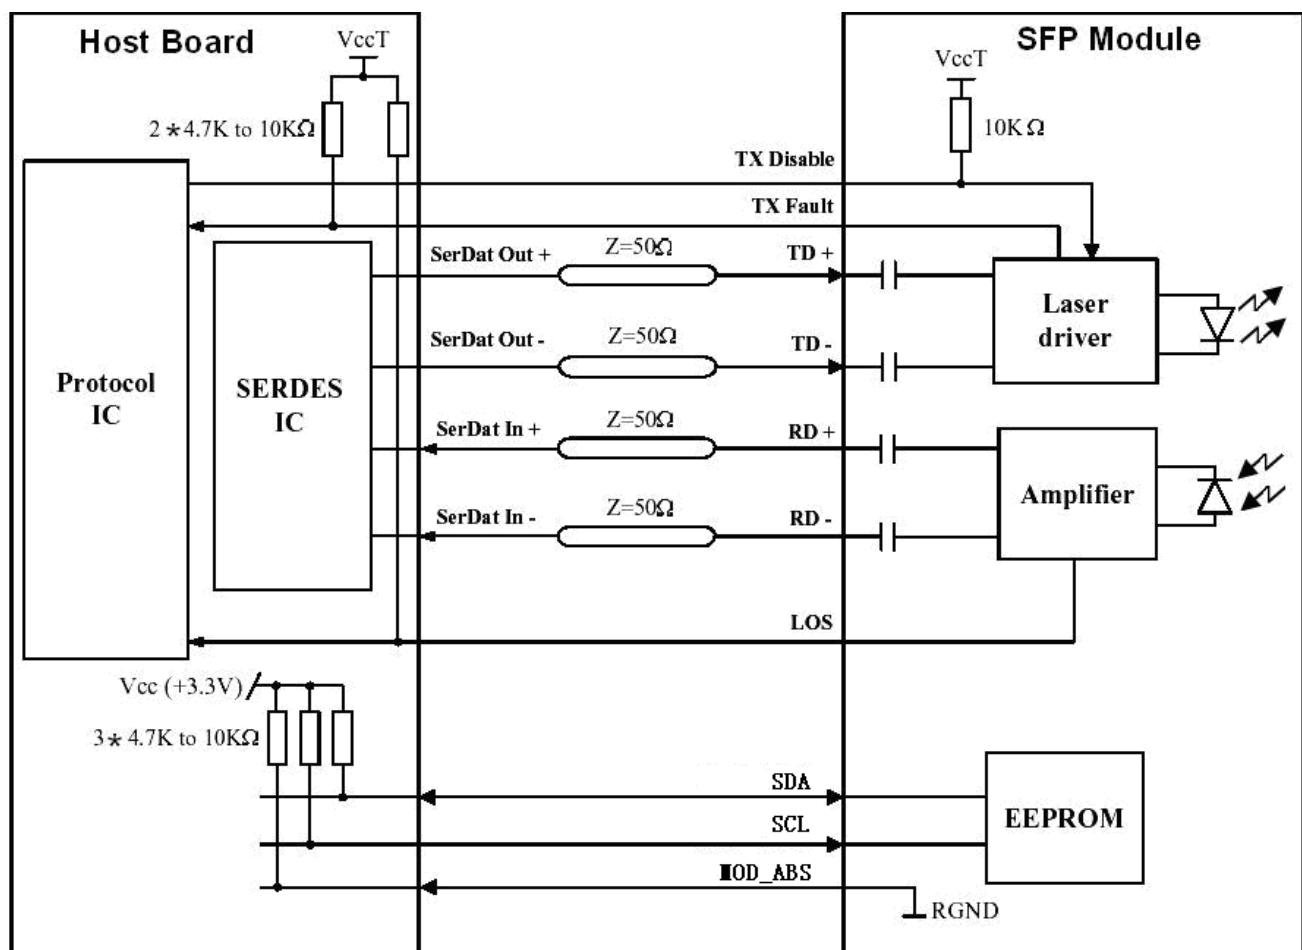 Host Board
SFP Module
VccT
VccT
2*4.7K to 10KΩ
10KΩ
TX Disable
TX Fault
SerDat Out +
Z=50Ω
TD +
SerDat Out -
Z=50Ω
TD -
Laser
driver
Protocol
IC
SERDES
IC
SerDat In +
Z=50Ω
RD +
SerDat In -
Z=50Ω
RD -
Amplifier
LOS
Vcc (+3.3V)
3*4.7K to 10KΩ
SDA
SCL
MOD_ABS
EEPROM
RGND